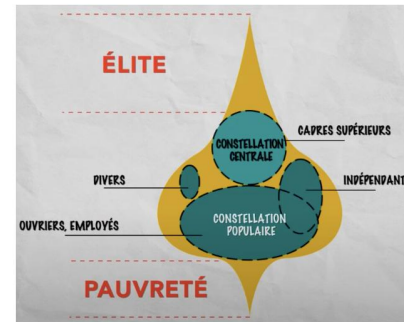 ÉLITE
CADRES SUPÉRIEURS
CONSTELLATION
CENTRALE
DIVERS
INDÉPENDANT
OUVRIERS, EMPLOYÉS
CONSTELLATION
POPULAIRE
PAUVRETÉ